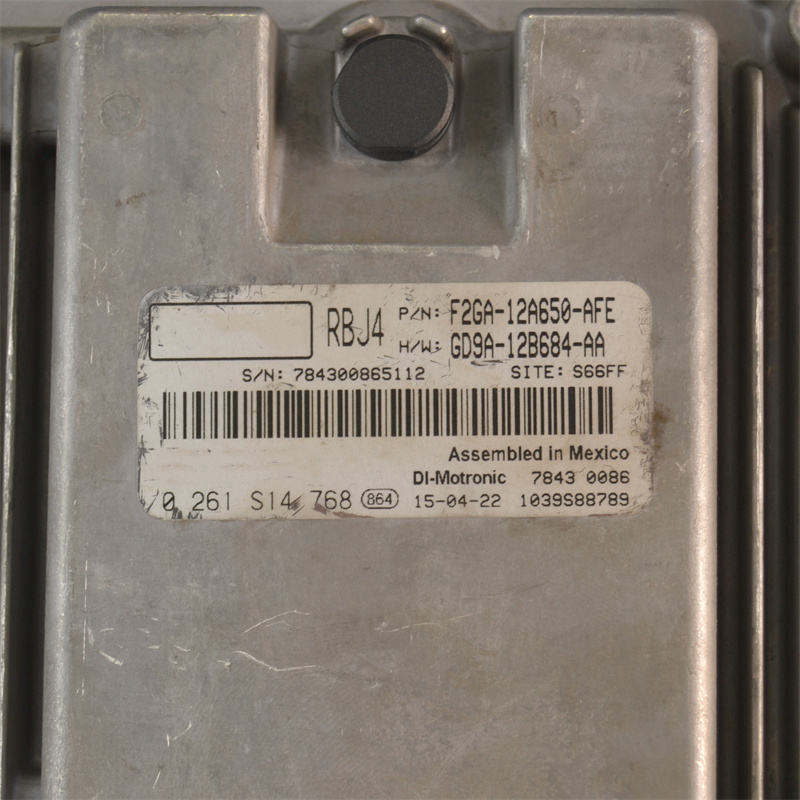 RBJ4 P/N: F2GA-12A650-AFE
H/W: GD9A-12B684-AA
S/N: 784300865112 SITE: S66FF
Assembled in Mexico
DI-Motronic 7843 0086
0 261 S14 768 864 15-04-22 1039S88789